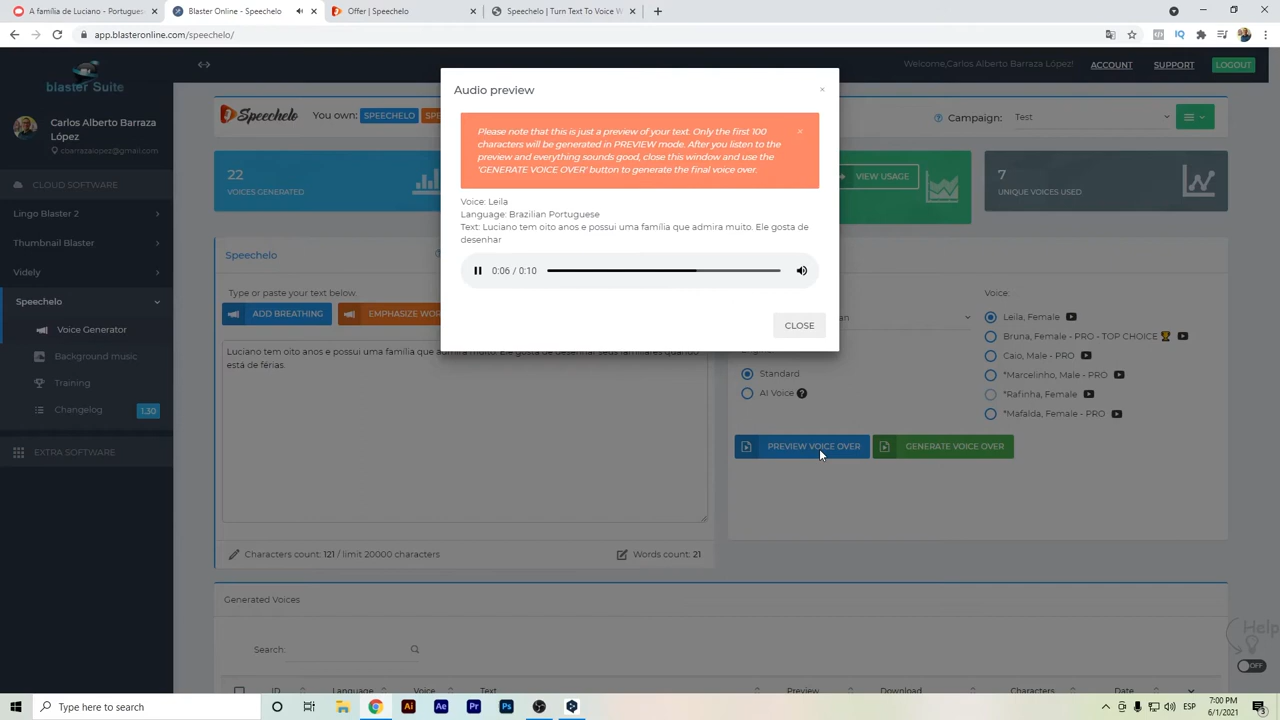 A família de Luciano - Portugues
Blaster Online - Speechelo
Offer | Speechelo
Speechelo | Turn Text To Voice W
app.blasteronline.com/speechelo/
blaster Suite
Welcome,Carlos Alberto Barraza López!
ACCOUNT
SUPPORT
LOGOUT
Carlos Alberto Barraza
López
cbarrazalopez@gmail.com
CLOUD SOFTWARE
Lingo Blaster 2
Thumbnail Blaster
Videly
Speechelo
Voice Generator
Background music
Training
Changelog
1.30
EXTRA SOFTWARE
Speechelo
You own:
SPEECHELO
Campaign:
Test
22
VOICES GENERATED
VIEW USAGE
7
UNIQUE VOICES USED
Audio preview
Please note that this is just a preview of your text. Only the first 100
characters will be generated in PREVIEW mode. After you listen to the
preview and everything sounds good, close this window and use the
'GENERATE VOICE OVER' button to generate the final voice over.
Voice: Leila
Language: Brazilian Portuguese
Text: Luciano tem oito anos e possui uma família que admira muito. Ele gosta de
desenhar
0:06 / 0:10
CLOSE
Speechelo
Type or paste your text below.
ADD BREATHING
EMPHASIZE WOR
Luciano tem oito anos e possui uma família que admira muito. Ele gosta de desenhar seus familiares quando
está de férias.
Characters count: 121 / limit 20000 characters
Words count: 21
Standard
AI Voice
Voice:
Leila, Female
Bruna, Female - PRO - TOP CHOICE
Caio, Male - PRO
*Marcelinho, Male - PRO
*Rafinha, Female
*Mafalda, Female - PRO
PREVIEW VOICE OVER
GENERATE VOICE OVER
Generated Voices
Search:
ID
Language
Voice
Text
Preview
Download
Characters
Date
Help
OFF
Type here to search
ESP
7:00 PM
6/1/2021